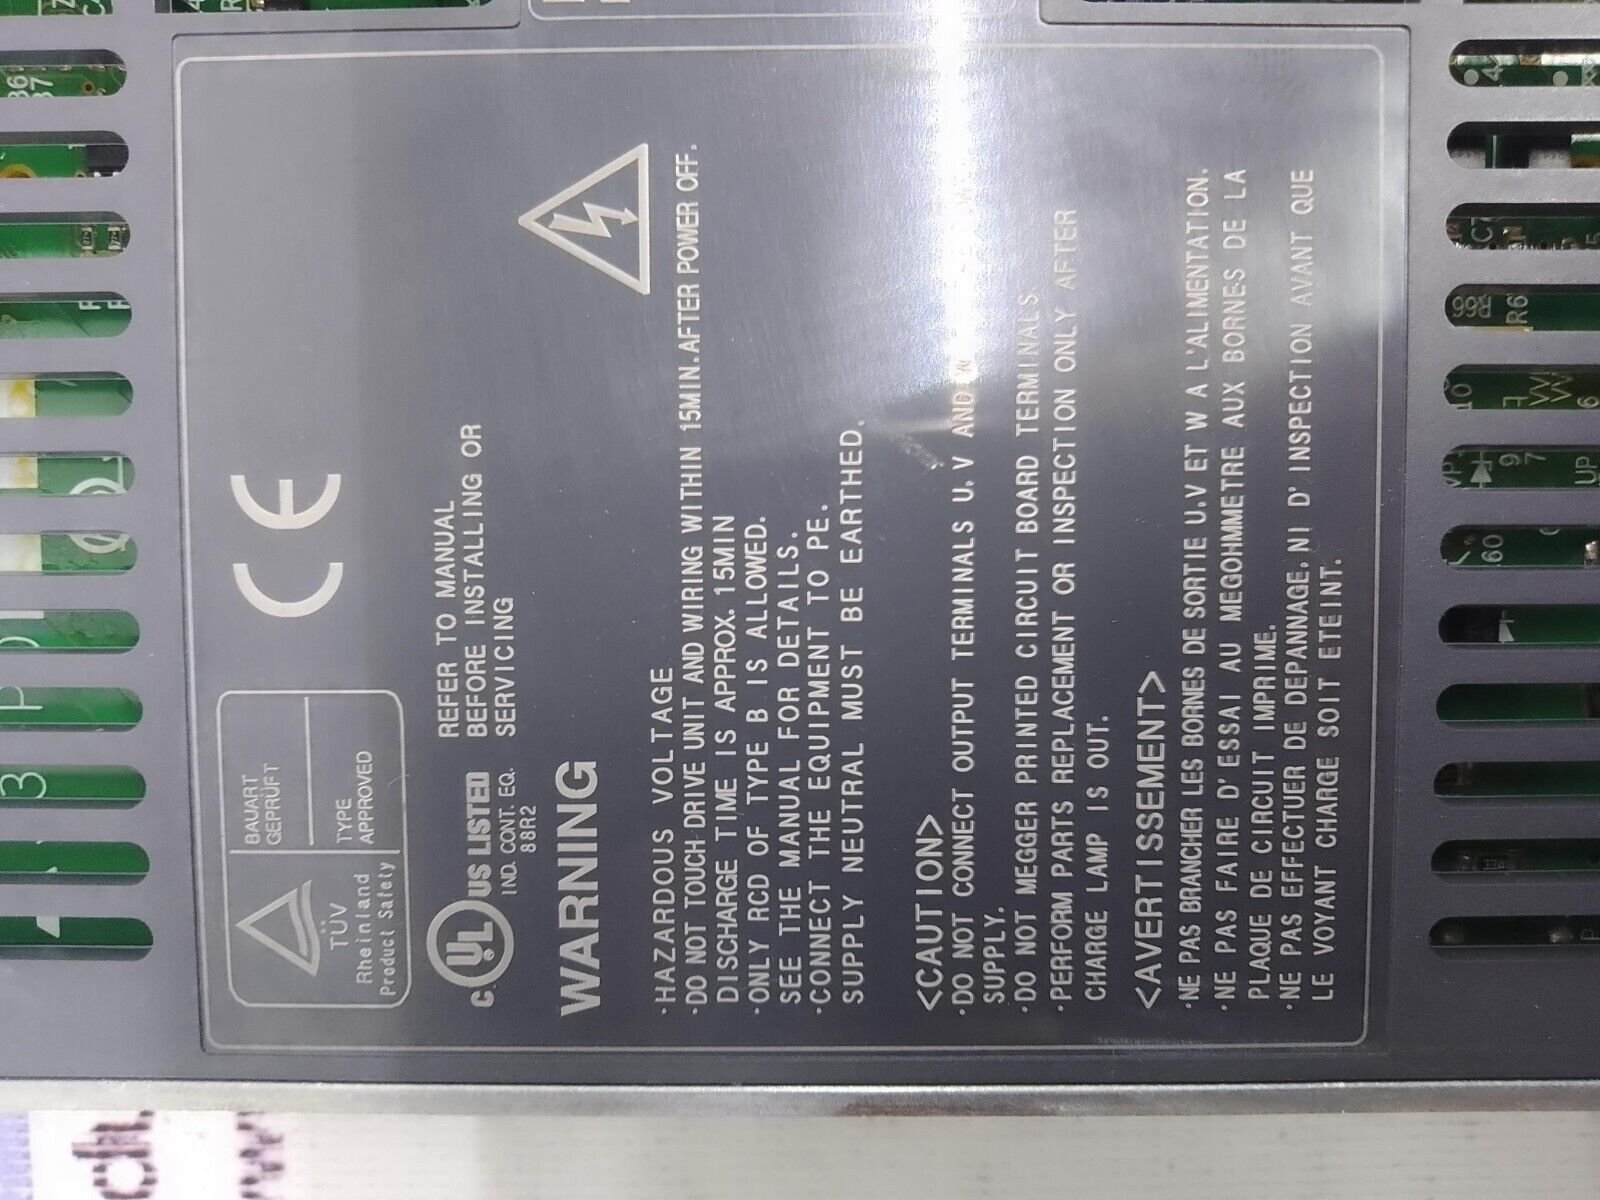 BAUART
GEPRÜFT
TÜV
Rheinland
Product Safety
TYPE
APPROVED
CE
C UL US LISTED
IND. CONT. EQ.
88R2
REFER TO MANUAL
BEFORE INSTALLING OR
SERVICING
WARNING
·HAZARDOUS VOLTAGE
·DO NOT TOUCH DRIVE UNIT AND WIRING WITHIN 15MIN.AFTER POWER OFF.
DISCHARGE TIME IS APPROX. 15MIN
·ONLY RCD OF TYPE B IS ALLOWED.
SEE THE MANUAL FOR DETAILS.
·CONNECT THE EQUIPMENT TO PE.
SUPPLY NEUTRAL MUST BE EARTHED.
<CAUTION>
·DO NOT CONNECT OUTPUT TERMINALS U.V AND W
SUPPLY.
·DO NOT MEGGER PRINTED CIRCUIT BOARD TERMINALS
·PERFORM PARTS REPLACEMENT OR INSPECTION ONLY AFTER
CHARGE LAMP IS OUT.
<AVERTISSEMENT>
·NE PAS BRANCHER LES BORNES DE SORTIE U.V ET W A L'ALIMENTATION.
·NE PAS FAIRE D'ESSAI AU MEGOHMMETRE AUX BORNES DE LA
PLAQUE DE CIRCUIT IMPRIME.
·NE PAS EFFECTUER DE DEPANNAGE,NI D'INSPECTION AVANT QUE
LE VOYANT CHARGE SOIT ETEINT.